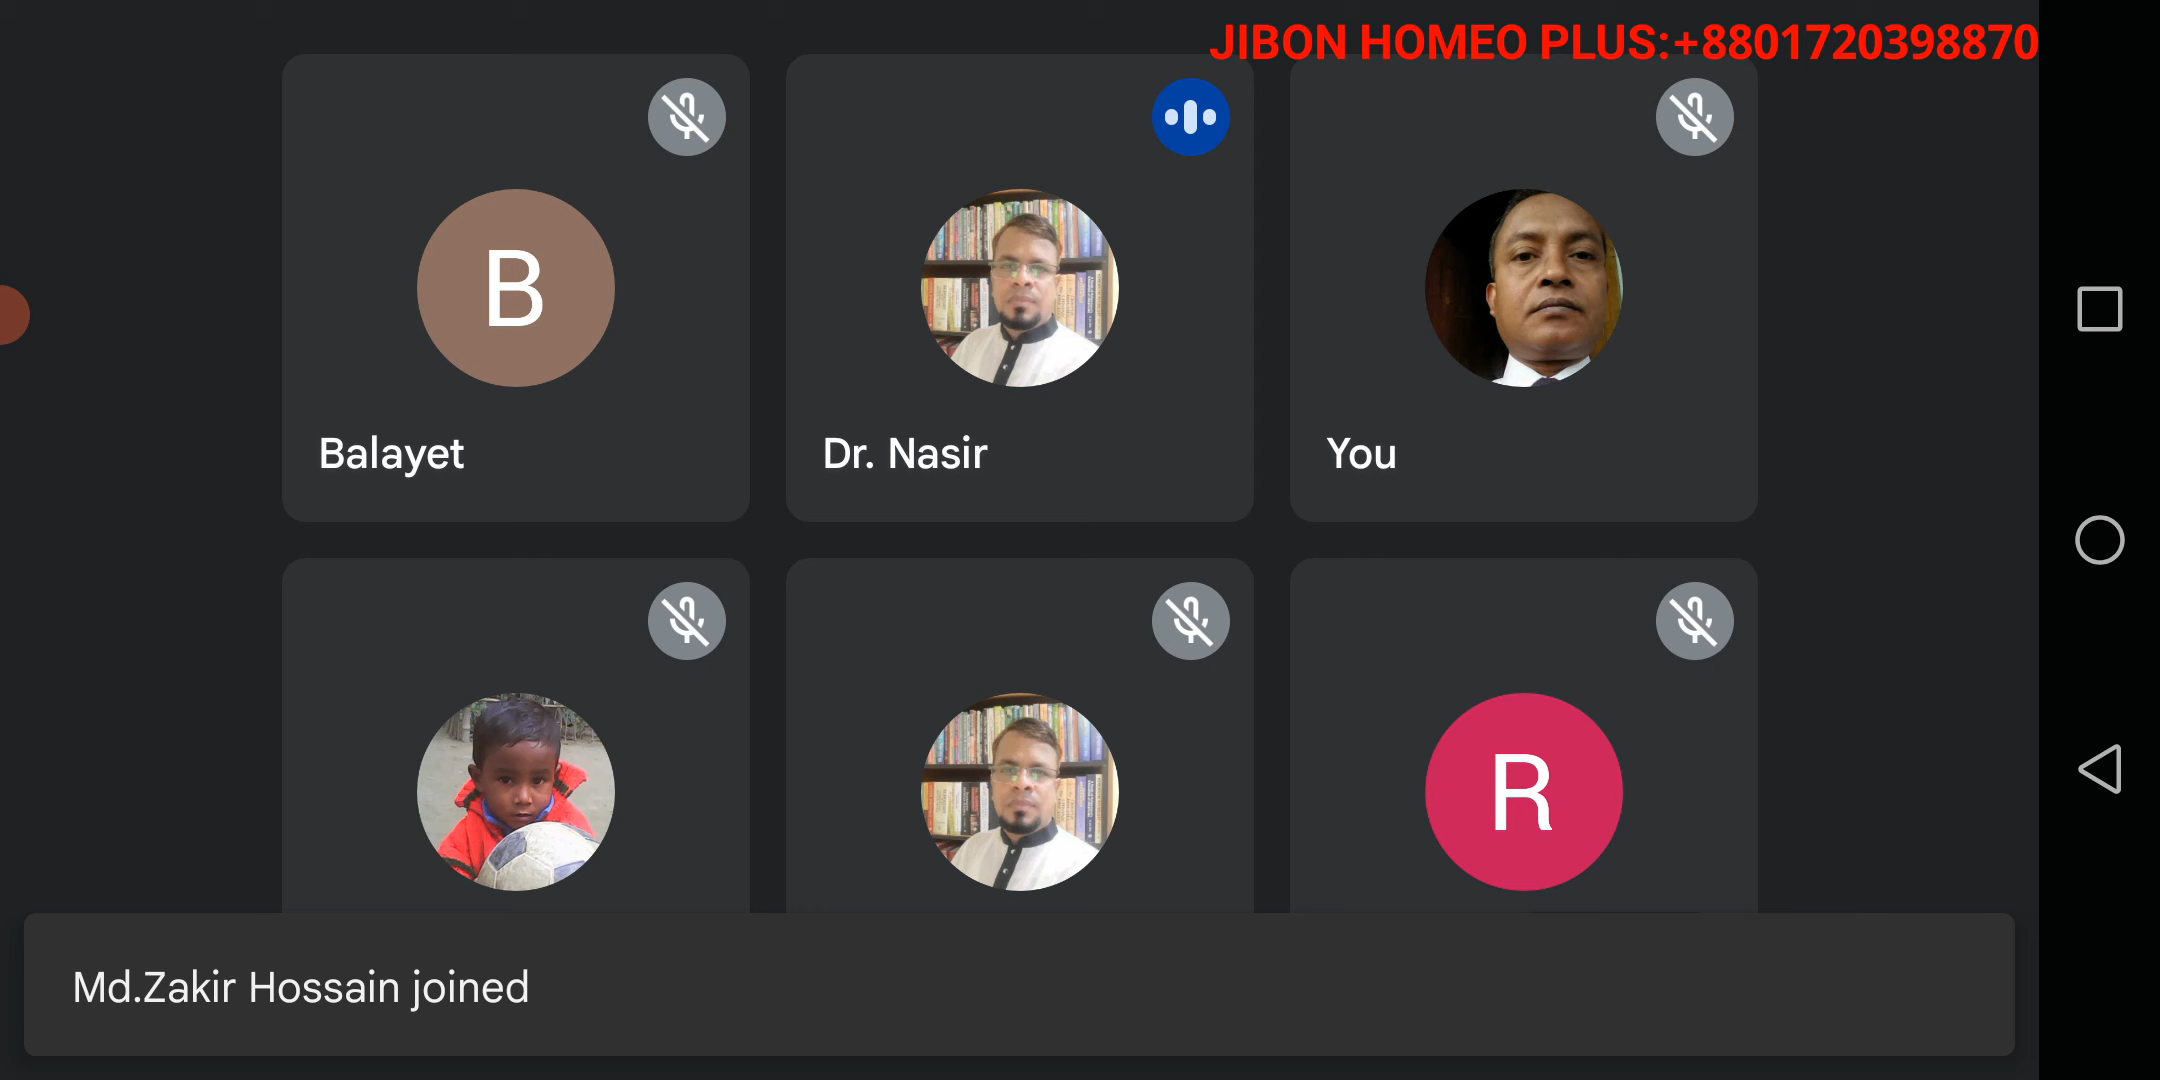 JIBON HOMEO PLUS:+8801720398870
B
Balayet
Dr. Nasir
You
R
Md.Zakir Hossain joined